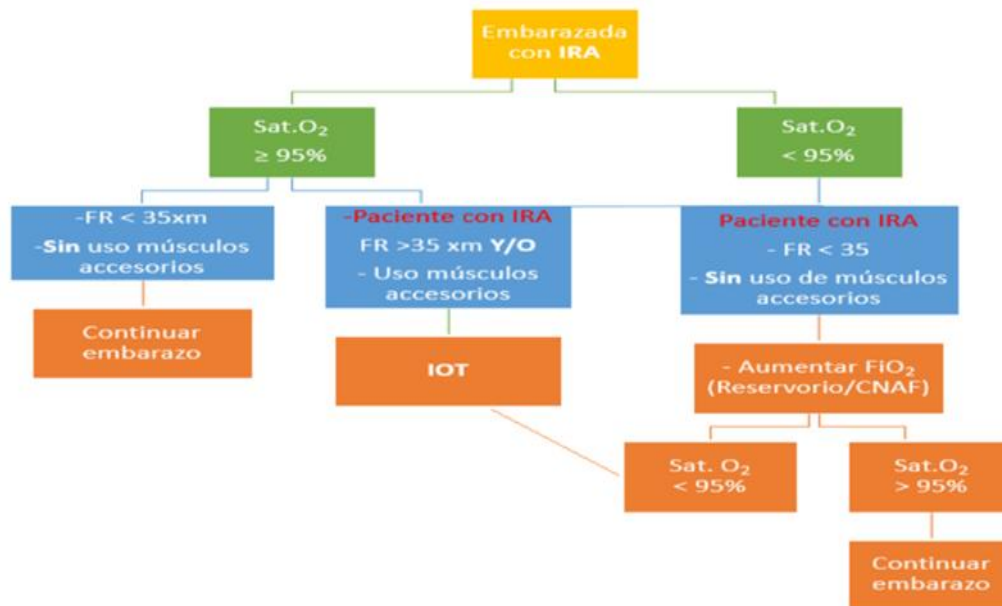 Embarazada
con IRA
Sat.O₂
≥ 95%
Sat.O₂
< 95%
-FR < 35xm
-Sin uso músculos
accesorios
-Paciente con IRA
FR >35 xm Y/O
- Uso músculos
accesorios
Paciente con IRA
- FR < 35
- Sin uso de músculos
accesorios
Continuar
embarazo
IOT
- Aumentar FiO₂
(Reservorio/CNAF)
Sat. O₂
< 95%
Sat.O₂
> 95%
Continuar
embarazo